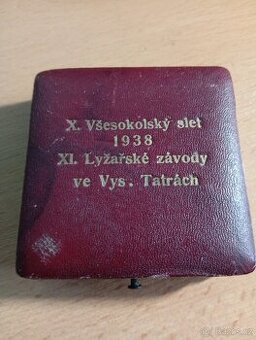 X. Všesokolský slet
1938
XI. Lyžařské závody
ve Vys. Tatrách